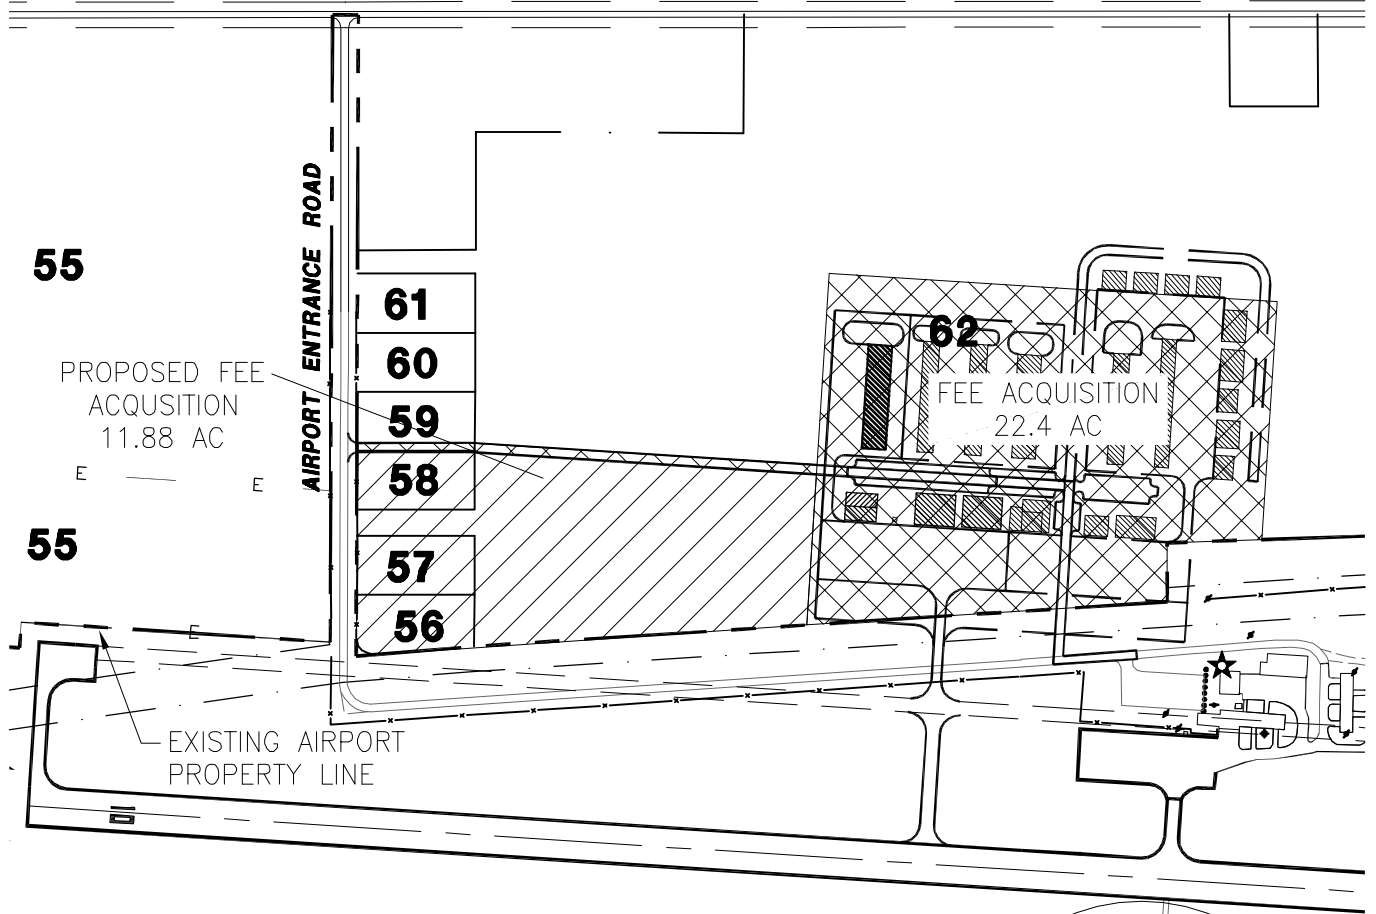 AIRPORT ENTRANCE ROAD
55
61
60
62
PROPOSED FEE
ACQUSITION
11.88 AC
59
FEE ACQUISITION
22.4 AC
E
E
58
55
57
56
E
EXISTING AIRPORT
PROPERTY LINE